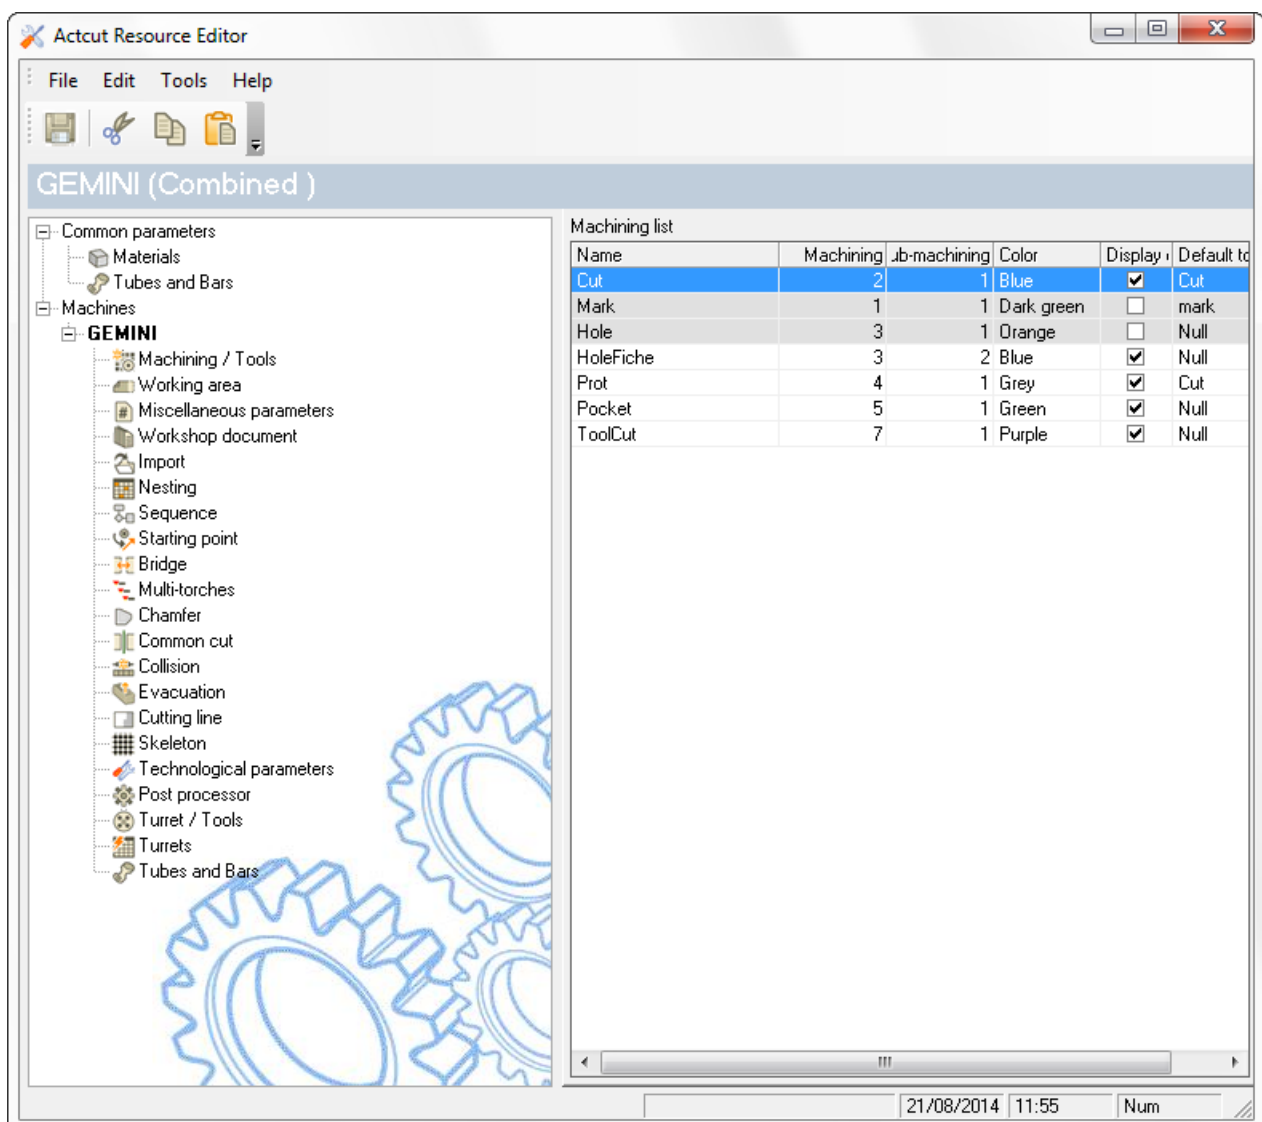 Actcut Resource Editor
File Edit Tools Help
GEMINI (Combined )
Common parameters
Materials
Tubes and Bars
Machines
GEMINI
Machining / Tools
Working area
Miscellaneous parameters
Workshop document
Import
Nesting
Sequence
Starting point
Bridge
Multi-torches
Chamfer
Common cut
Collision
Evacuation
Cutting line
Skeleton
Technological parameters
Post processor
Turret / Tools
Turrets
Tubes and Bars
Machining list
Name Machining ub-machining Color Display Default to
Cut 2 1 Blue Cut
Mark 1 1 Dark green mark
Hole 3 1 Orange Null
HoleFiche 3 2 Blue Null
Prot 4 1 Grey Cut
Pocket 5 1 Green Null
ToolCut 7 1 Purple Null
21/08/2014 11:55 Num